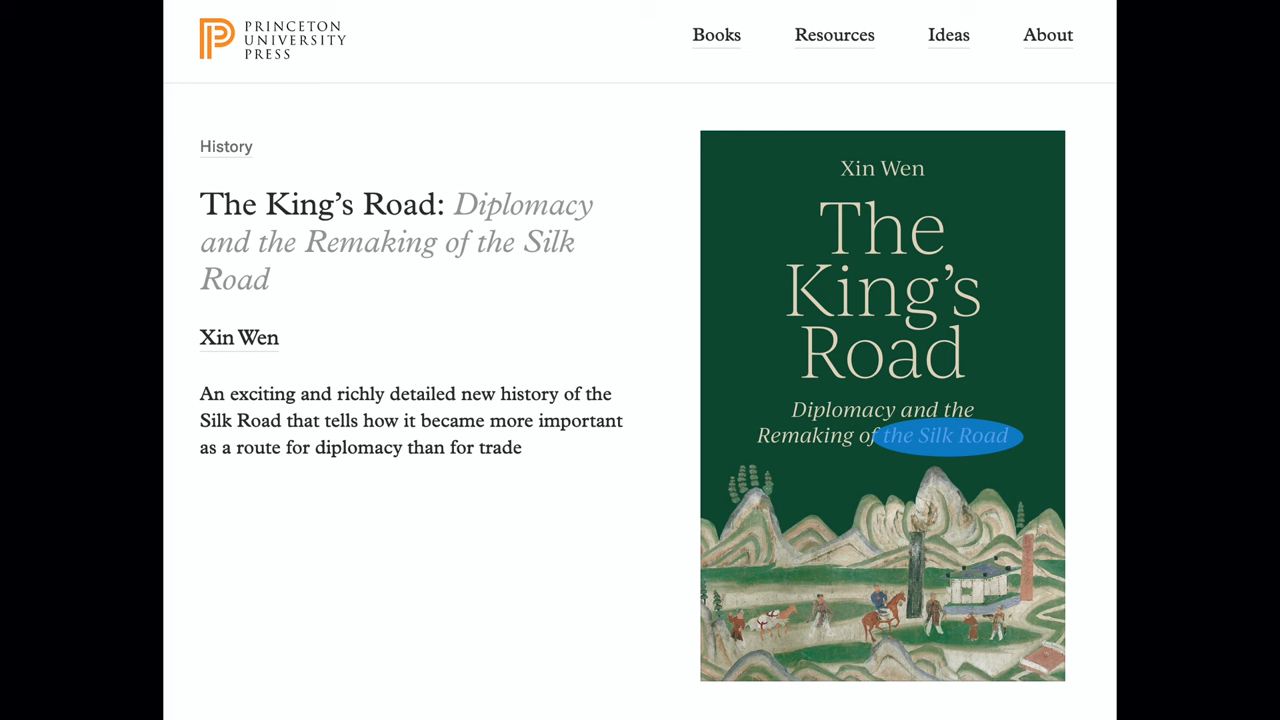 PRINCETON
UNIVERSITY
PRESS
Books
Resources
Ideas
About
History
The King’s Road: Diplomacy
and the Remaking of the Silk
Road
Xin Wen
An exciting and richly detailed new history of the
Silk Road that tells how it became more important
as a route for diplomacy than for trade
Xin Wen
The
King’s
Road
Diplomacy and the
Remaking of the Silk Road